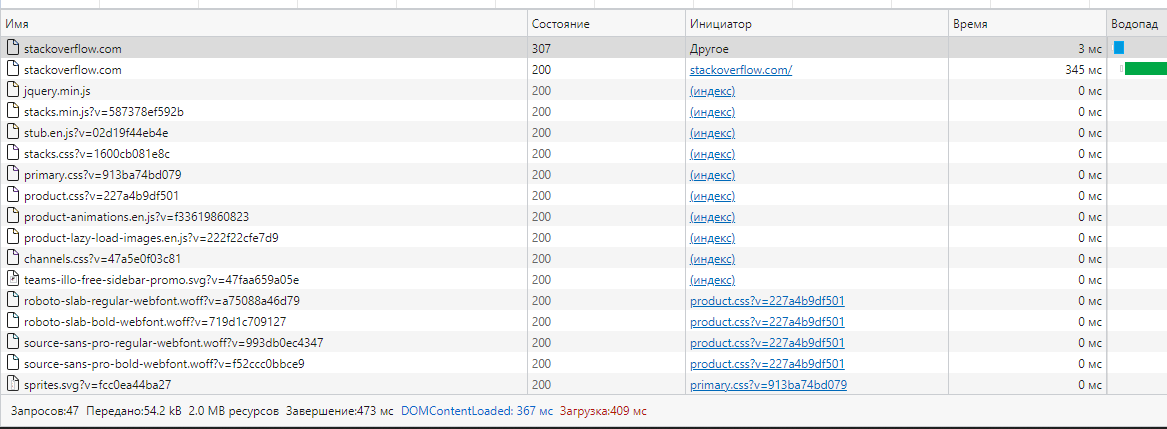 Имя Состояние Инициатор Время Водопад
stackoverflow.com 307 Другое 3 мс
stackoverflow.com 200 stackoverflow.com/ 345 мс
jquery.min.js 200 (индекс) 0 мс
stacks.min.js?v=587378ef592b 200 (индекс) 0 мс
stub.en.js?v=02d19f44eb4e 200 (индекс) 0 мс
stacks.css?v=1600cb081e8c 200 (индекс) 0 мс
primary.css?v=913ba74bd079 200 (индекс) 0 мс
product.css?v=227a4b9df501 200 (индекс) 0 мс
product-animations.en.js?v=f33619860823 200 (индекс) 0 мс
product-lazy-load-images.en.js?v=222f22cfe7d9 200 (индекс) 0 мс
channels.css?v=47a5e0f03c81 200 (индекс) 0 мс
teams-illo-free-sidebar-promo.svg?v=47faa659a05e 200 (индекс) 0 мс
roboto-slab-regular-webfont.woff?v=a75088a46d79 200 product.css?v=227a4b9df501 0 мс
roboto-slab-bold-webfont.woff?v=719d1c709127 200 product.css?v=227a4b9df501 0 мс
source-sans-pro-regular-webfont.woff?v=993db0ec4347 200 product.css?v=227a4b9df501 0 мс
source-sans-pro-bold-webfont.woff?v=f52ccc0bbce9 200 product.css?v=227a4b9df501 0 мс
sprites.svg?v=fcc0ea44ba27 200 primary.css?v=913ba74bd079 0 мс
Запросов:47 Передано:54.2 kB 2.0 MB ресурсов Завершение:473 мс DOMContentLoaded: 367 мс Загрузка:409 мс